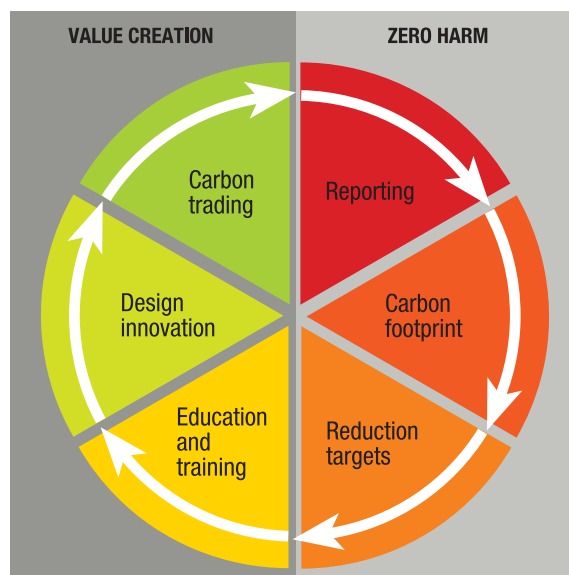 VALUE CREATION
ZERO HARM
Carbon
trading
Reporting
Design
innovation
Carbon
footprint
Education
and
training
Reduction
targets